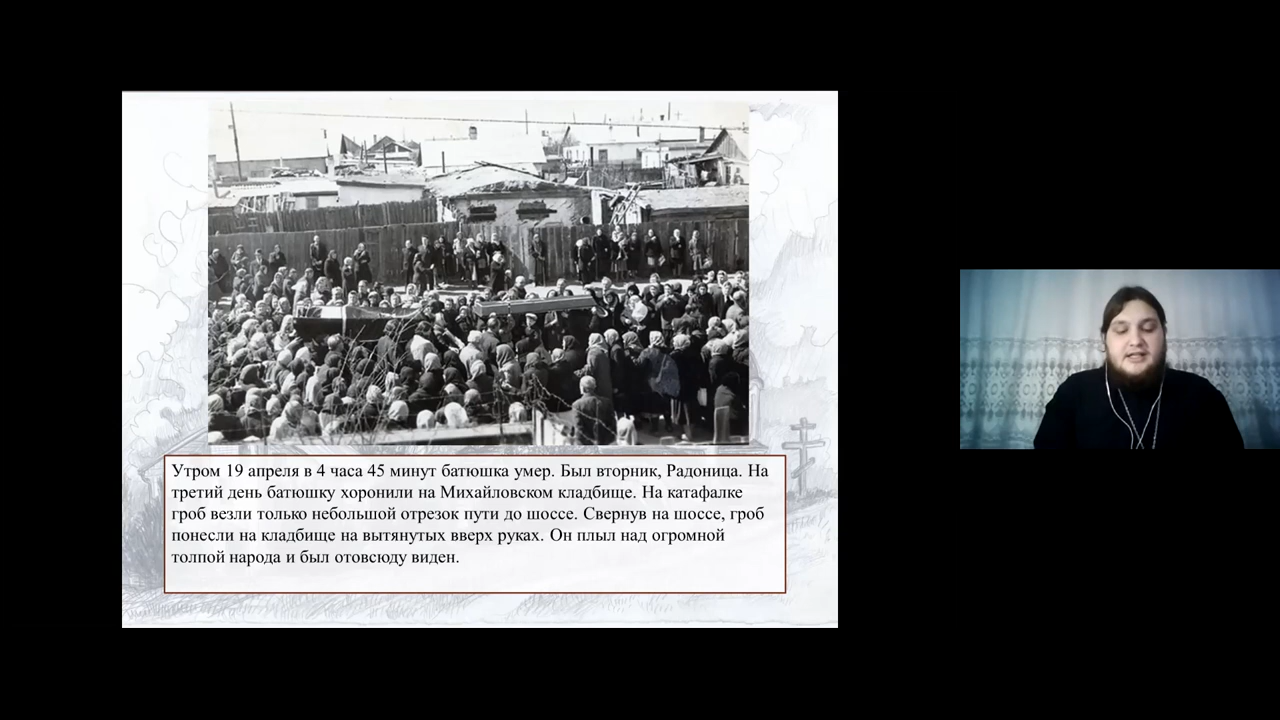 Утром 19 апреля в 4 часа 45 минут батюшка умер. Был вторник, Радоница. На
третий день батюшку хоронили на Михайловском кладбище. На катафалке
гроб везли только небольшой отрезок пути до шоссе. Свернув на шоссе, гроб
понесли на кладбище на вытянутых вверх руках. Он плыл над огромной
толпой народа и был отовсюду виден.